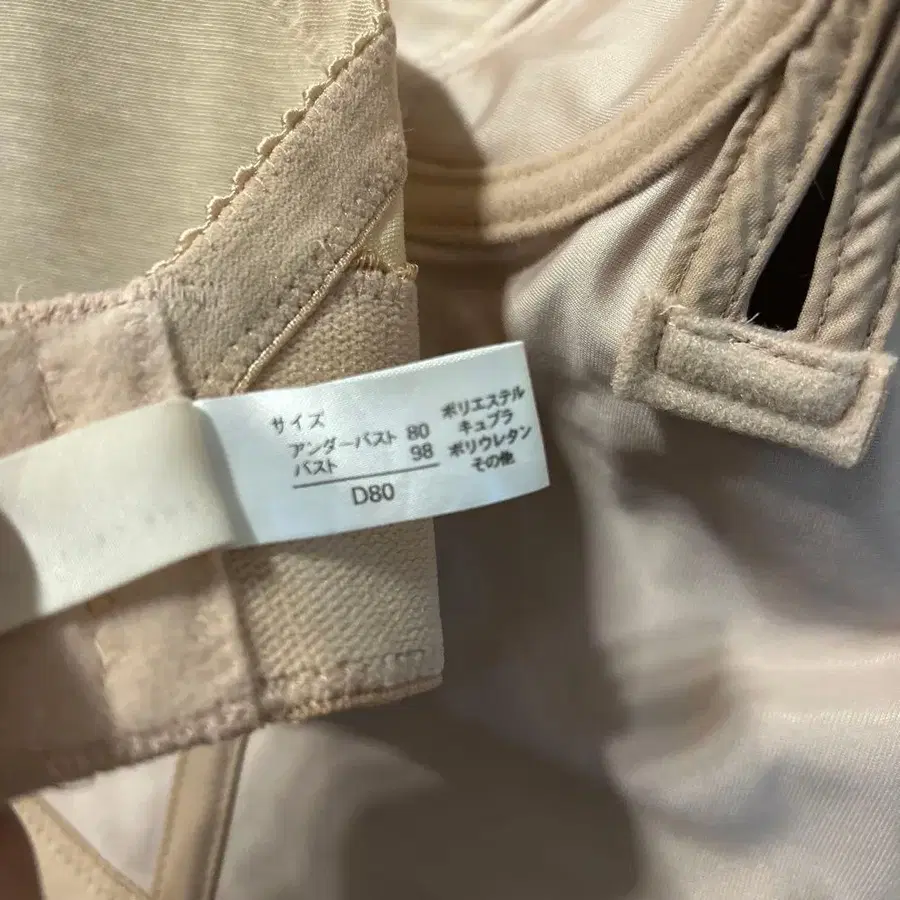 サイズ
アンダーバスト 80
バスト 98
D80
ポリエステル
キュプラ
ポリウレタン
その他